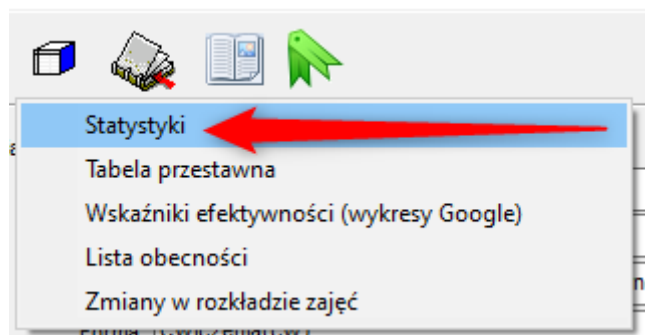 Statystyki
Tabela przestawna
Wskaźniki efektywności (wykresy Google)
Lista obecności
Zmiany w rozkładzie zajęć